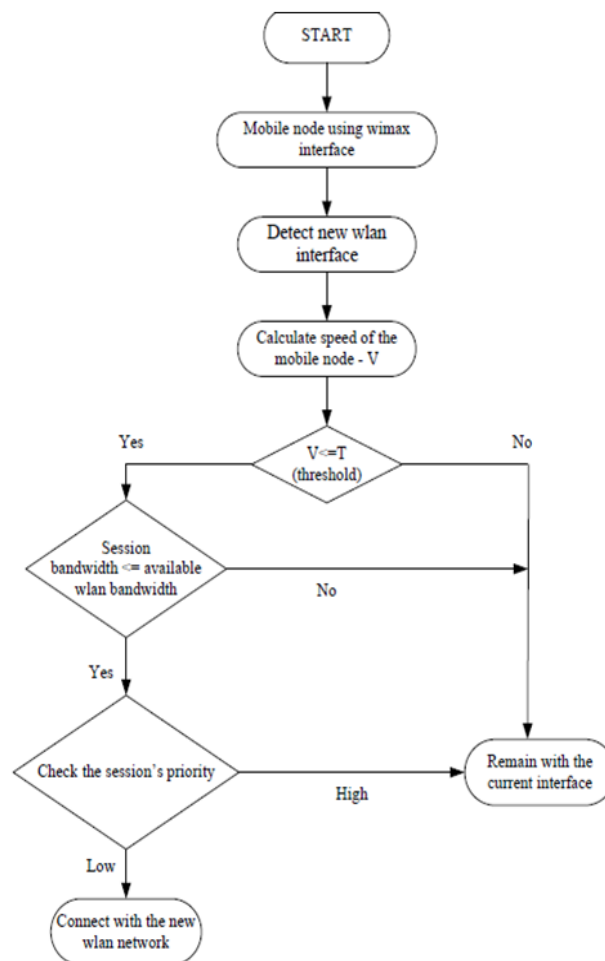 START
Mobile node using wimax
interface
Detect new wlan
interface
Calculate speed of the
mobile node - V
Yes
No
V<=T
(threshold)
Session
bandwidth <= available
wlan bandwidth
No
Yes
Check the session's priority
High
Remain with the
current interface
Low
Connect with the new
wlan network